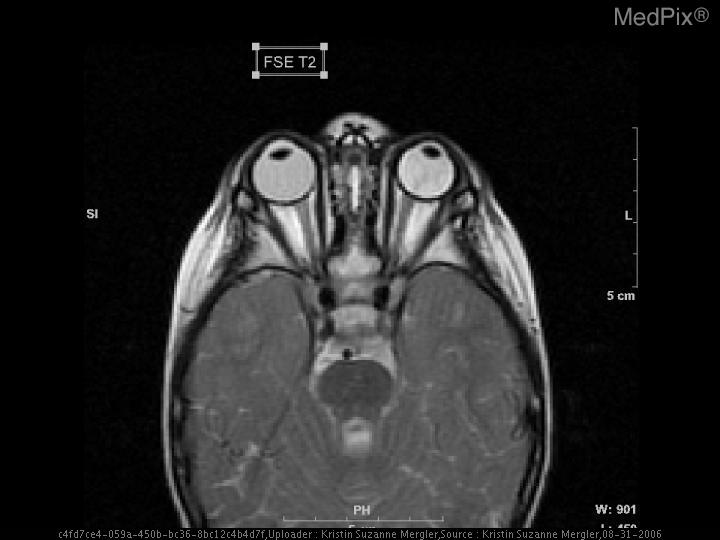 MedPix®
FSE T2
SI
L
5 cm
PH
W: 901
c4fd7ce4-059a-450b-bc36-8bc12c4b4d7f,Uploader : Kristin Suzanne Mergler,Source : Kristin Suzanne Mergler,08-31-2006